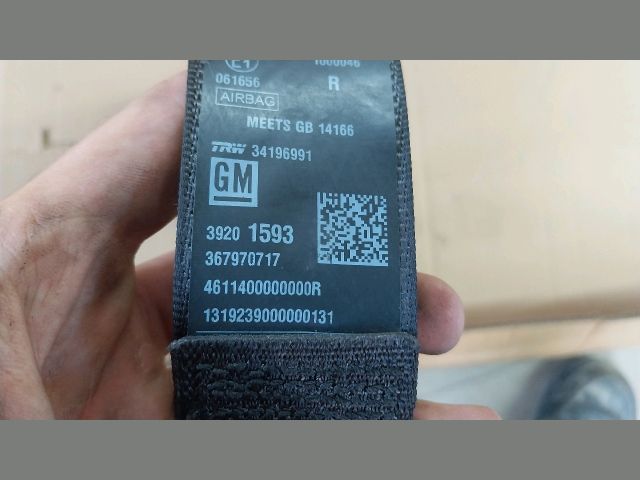 E1 1000046
061656 R
AIRBAG
MEETS GB 14166
TRW 34196991
GM
3920 1593
367970717
4611400000000R
1319239000000131